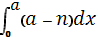 ∫₀ᵃ(a − n)dx